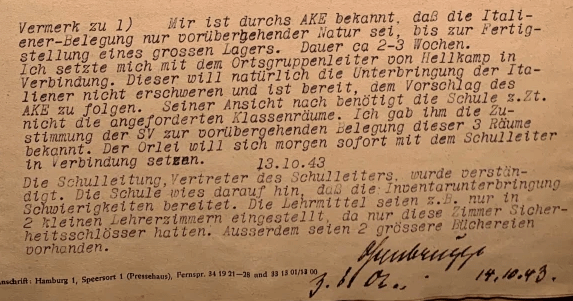 Vermerk zu 1) Mir ist durchs AKE bekannt, daß die Itali-
ener-Belegung nur vorübergehender Natur sei, bis zur Fertig-
stellung eines grossen Lagers. Dauer ca 2-3 Wochen.
Ich setzte mich mit dem Ortsgruppenleiter von Hellkamp in
Verbindung. Dieser will natürlich die Unterbringung der Ita-
liener nicht erschweren und ist bereit, dem Vorschlag des
AKE zu folgen. Seiner Ansicht nach benötigt die Schule z.Zt.
nicht die angeforderten Klassenräume. Ich gab ihm die Zu-
stimmung der SV zur vorübergehenden Belegung dieser 3 Räume
bekannt. Der Orlei will sich morgen sofort mit dem Schulleiter
in Verbindung setzen. 13.10.43
Die Schulleitung, Vertreter des Schulleiters, wurde verstän-
digt. Die Schule wies darauf hin, daß die Inventarunterbringung
Schwierigkeiten bereitet. Die Lehrmittel seien z.B. nur in
2 kleinen Lehrerzimmern eingestellt, da nur diese Zimmer Sicher-
heitsschlösser hatten. Ausserdem seien 2 grössere Büchereien
vorhanden.
14.10.43.
nschrift: Hamburg 1, Speersort 1 (Pressehaus), Fernspr. 34 19 21-28 und 33 15 01/53 00